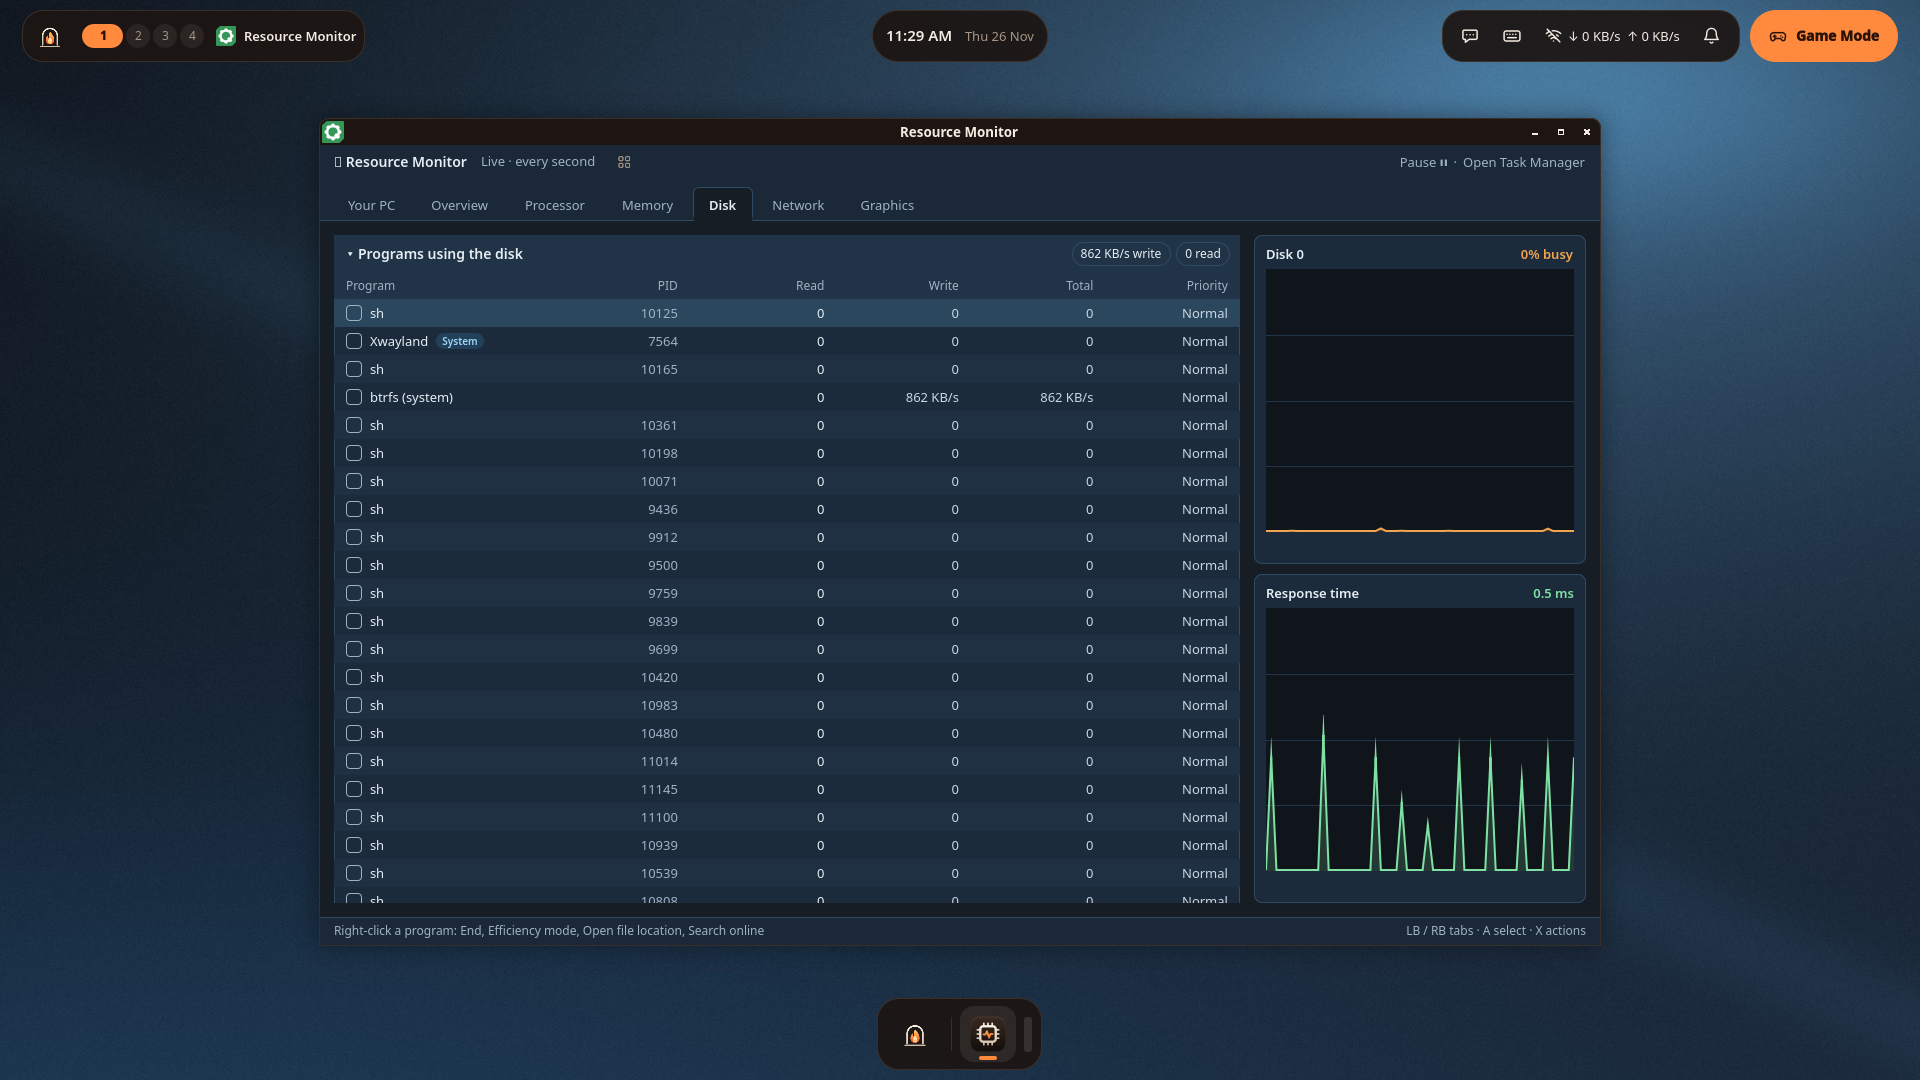 1 2 3 4 Resource Monitor
11:29 AM Thu 26 Nov
↓ 0 KB/s ↑ 0 KB/s
Game Mode
Resource Monitor
Resource Monitor Live · every second
Pause · Open Task Manager
Your PC Overview Processor Memory Disk Network Graphics
Programs using the disk 862 KB/s write 0 read
Program PID Read Write Total Priority
sh 10125 0 0 0 Normal
Xwayland System 7564 0 0 0 Normal
sh 10165 0 0 0 Normal
btrfs (system) 0 862 KB/s 862 KB/s Normal
sh 10361 0 0 0 Normal
sh 10198 0 0 0 Normal
sh 10071 0 0 0 Normal
sh 9436 0 0 0 Normal
sh 9912 0 0 0 Normal
sh 9500 0 0 0 Normal
sh 9759 0 0 0 Normal
sh 9839 0 0 0 Normal
sh 9699 0 0 0 Normal
sh 10420 0 0 0 Normal
sh 10983 0 0 0 Normal
sh 10480 0 0 0 Normal
sh 11014 0 0 0 Normal
sh 11145 0 0 0 Normal
sh 11100 0 0 0 Normal
sh 10939 0 0 0 Normal
sh 10539 0 0 0 Normal
sh 10808 0 0 0 Normal
Disk 0 0% busy
Response time 0.5 ms
Right-click a program: End, Efficiency mode, Open file location, Search online
LB / RB tabs · A select · X actions